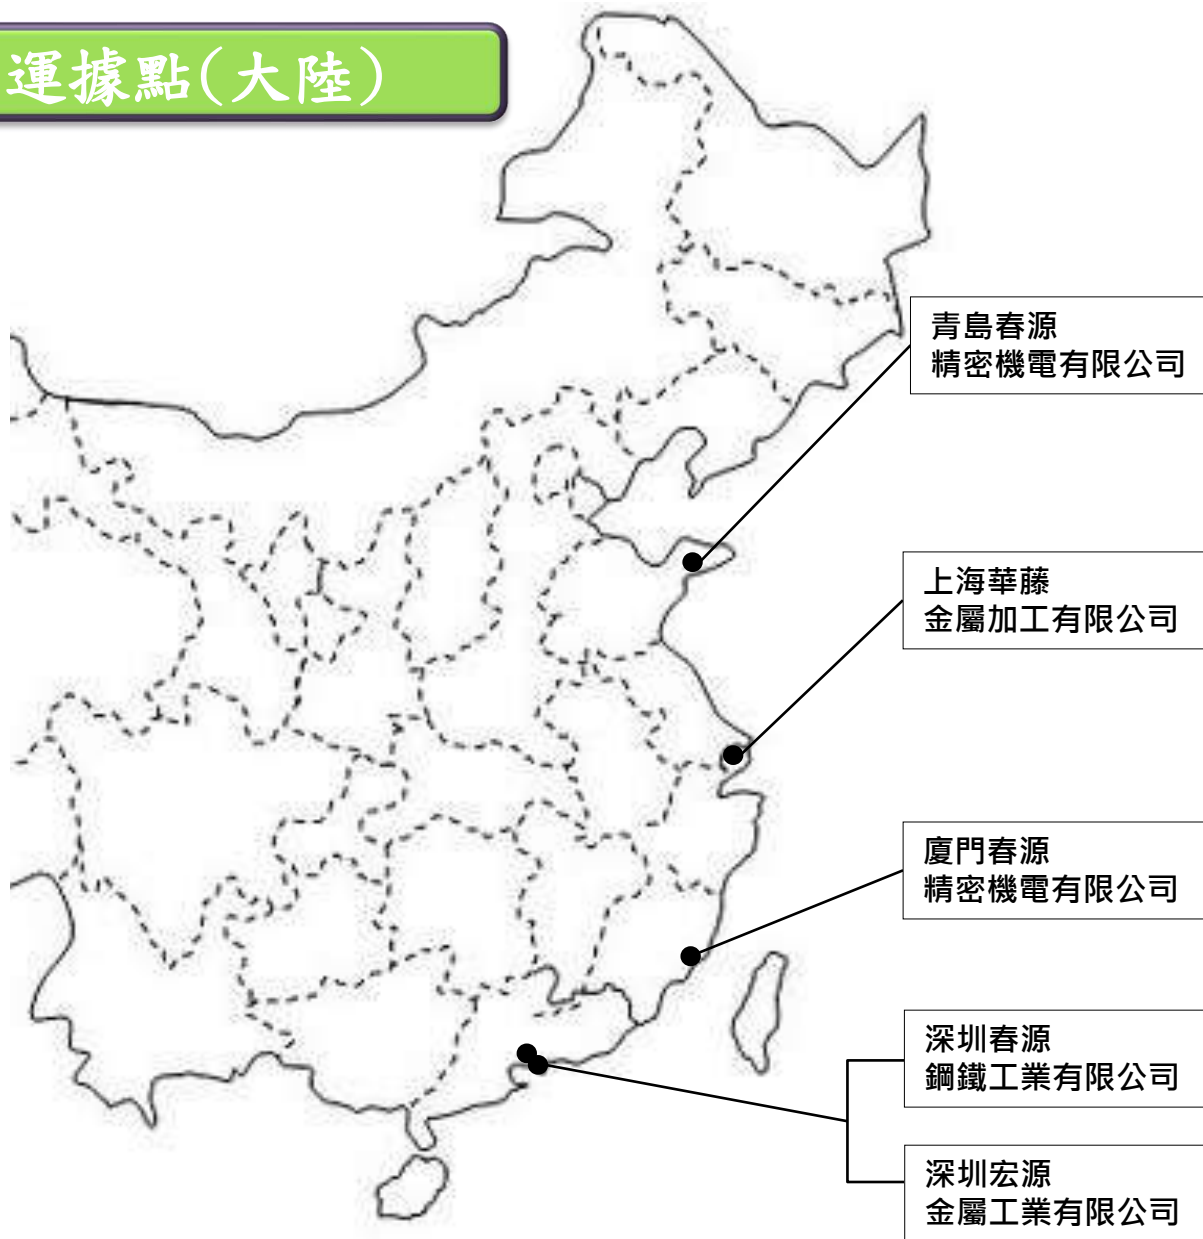 運據點(大陸)
青島春源
精密機電有限公司
上海華藤
金屬加工有限公司
廈門春源
精密機電有限公司
深圳春源
鋼鐵工業有限公司
深圳宏源
金屬工業有限公司